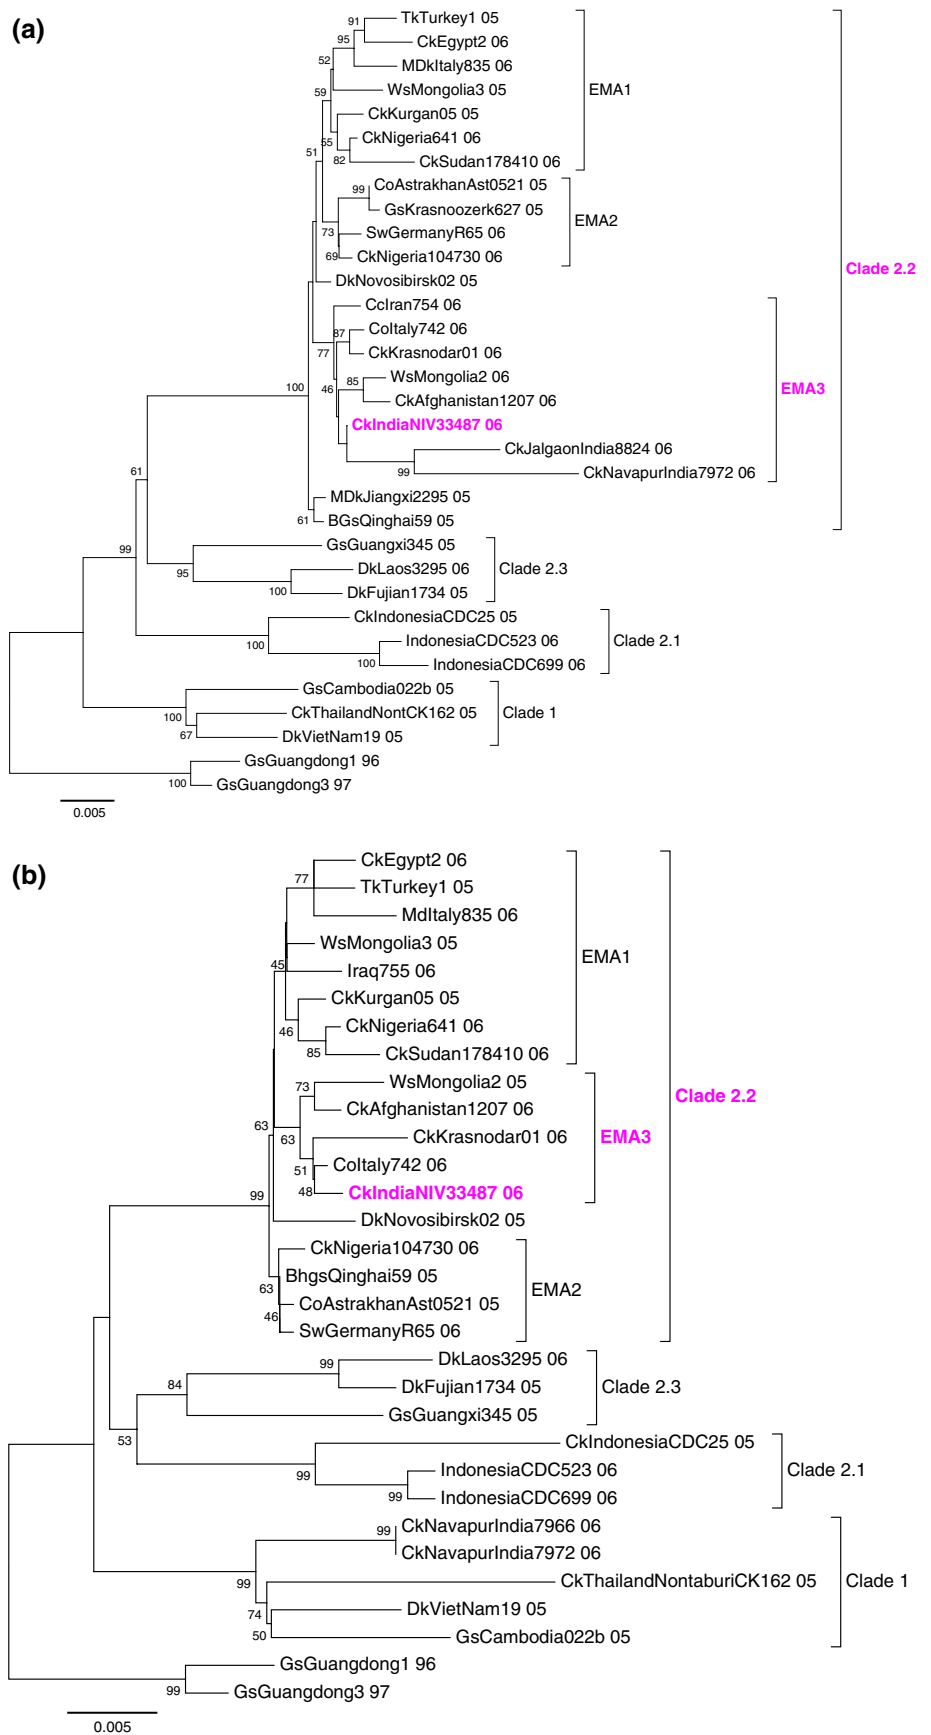 (a)
TkTurkey1 05
91
CkEgypt2 06
95
MDkItaly835 06
52
WsMongolia3 05
EMA1
59
CkKurgan05 05
CkNigeria641 06
55
82
CkSudan178410 06
51
CoAstrakhanAst0521 05
99
GsKrasnoozerk627 05
EMA2
73
SwGermanyR65 06
69
CkNigeria104730 06
Clade 2.2
DkNovosibirsk02 05
CcIran754 06
87
CoItaly742 06
77
CkKrasnodar01 06
85
WsMongolia2 06
46
EMA3
100
CkAfghanistan1207 06
CkIndiaNIV33487 06
CkJalgaonIndia8824 06
99
CkNavapurIndia7972 06
61
MDkJiangxi2295 05
61
BGsQinghai59 05
99
GsGuangxi345 05
95
DkLaos3295 06
Clade 2.3
100
DkFujian1734 05
CkIndonesiaCDC25 05
100
IndonesiaCDC523 06
Clade 2.1
100
IndonesiaCDC699 06
GsCambodia022b 05
100
CkThailandNontCK162 05
Clade 1
67
DkVietNam19 05
GsGuangdong1 96
100
GsGuangdong3 97
0.005
(b)
CkEgypt2 06
77
TkTurkey1 05
MdItaly835 06
WsMongolia3 05
EMA1
45
Iraq755 06
CkKurgan05 05
46
CkNigeria641 06
85
CkSudan178410 06
73
WsMongolia2 05
Clade 2.2
CkAfghanistan1207 06
63
63
CkKrasnodar01 06
EMA3
51
CoItaly742 06
48
CkIndiaNIV33487 06
99
DkNovosibirsk02 05
CkNigeria104730 06
63
BhgsQinghai59 05
EMA2
46
CoAstrakhanAst0521 05
SwGermanyR65 06
99
DkLaos3295 06
84
DkFujian1734 05
Clade 2.3
GsGuangxi345 05
53
CkIndonesiaCDC25 05
99
IndonesiaCDC523 06
Clade 2.1
99
IndonesiaCDC699 06
99
CkNavapurIndia7966 06
CkNavapurIndia7972 06
99
CkThailandNontaburiCK162 05
Clade 1
74
DkVietNam19 05
50
GsCambodia022b 05
GsGuangdong1 96
99
GsGuangdong3 97
0.005